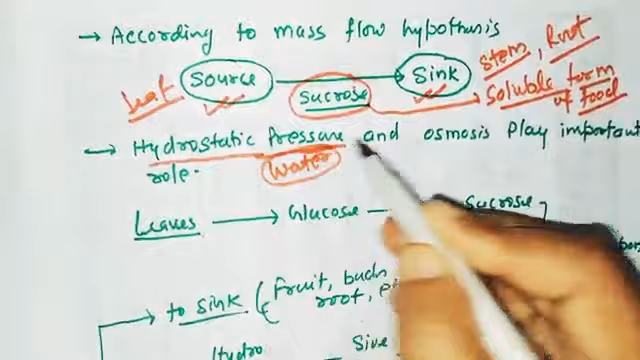 → According to mass flow hypothesis
stem, Root
Leaf Source → Sink
Sucrose → Soluble form
of Food
→ Hydrostatic Pressure and osmosis Play important
Water
role.
Leaves → Glucose — Sucrose
→ to sink (Fruit, buds
root,
Hydro